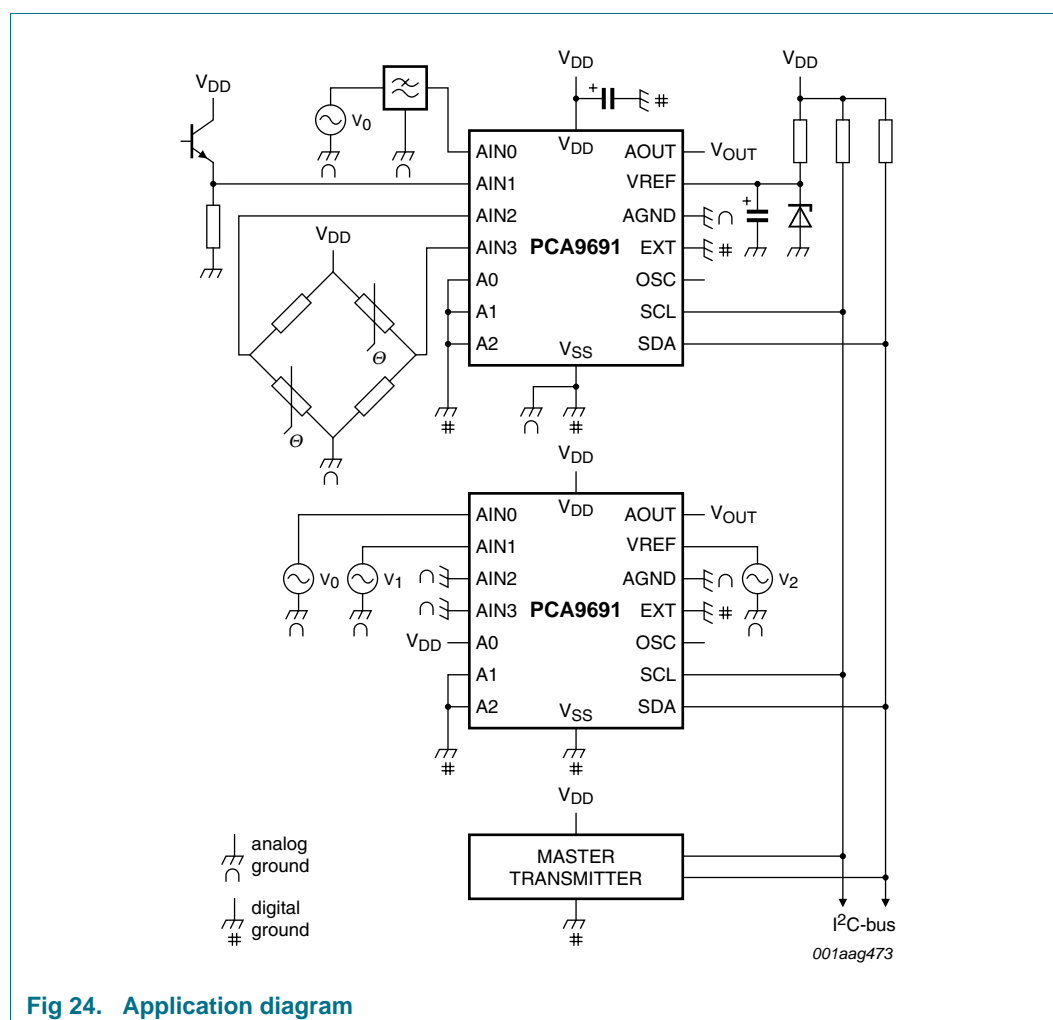 VDD
V0
VDD
VDD
AIN0
AIN1
AIN2
AIN3
A0
A1
A2
VDD
PCA9691
VSS
AOUT
VREF
AGND
EXT
OSC
SCL
SDA
VOUT
+
#
+
#
VDD
VDD
Θ
Θ
∩
∩
∩
∩
#
∩
#
VDD
AIN0
AIN1
AIN2
AIN3
A0
A1
A2
VDD
PCA9691
VSS
AOUT
VREF
AGND
EXT
OSC
SCL
SDA
VOUT
V0
V1
V2
VDD
∩
∩
∩
∩
∩
∩
#
#
#
VDD
MASTER
TRANSMITTER
#
analog
ground
∩
digital
ground
#
I2C-bus
001aag473
Fig 24. Application diagram